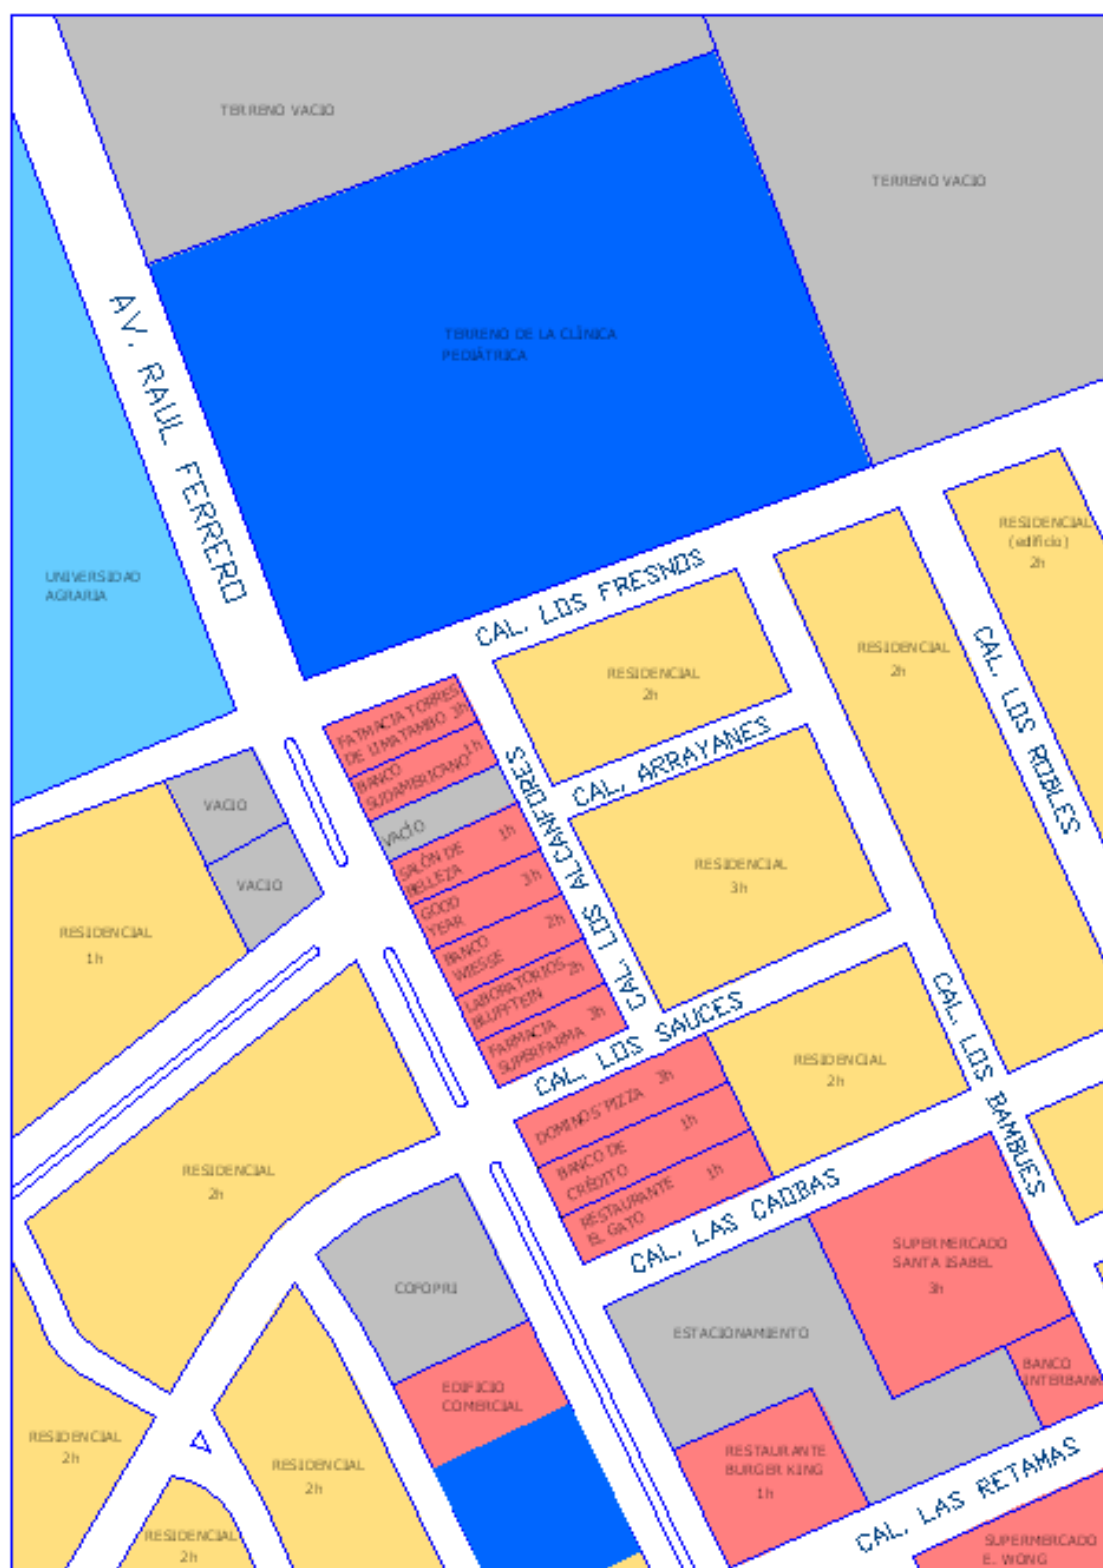 TERRENO VACIO
TERRENO VACIO
AV. RAUL FERRERO
TERRENO DE LA CLÍNICA
PEDIÁTRICA
UNIVERSIDAD
AGRARIA
CAL. LOS FRESNOS
RESIDENCIAL
(edificio)
2h
RESIDENCIAL
2h
RESIDENCIAL
2h
CAL. LOS ROBLES
FATMACIA TORRES
DE LIMATAMBO 3h
BANCO
SUDAMERICANO 1h
VACÍO
SALÓN DE
BELLEZA 1h
GOOD
YEAR 3h
BANCO
WIESSE 2h
LABORATORIOS 2h
BLUFFTEIN
FARMACIA
SUPERFARMA 3h
CAL. LOS ALCANFORES
CAL. ARRAYANES
VACIO
VACIO
RESIDENCIAL
1h
RESIDENCIAL
3h
CAL. LOS SAUCES
CAL. LOS BAMBUES
RESIDENCIAL
2h
DOMINOS'PIZZA 3h
BANCO DE
CRÉDITO 1h
RESTAURANTE
EL GATO 1h
RESIDENCIAL
2h
CAL. LAS CAOBAS
SUPERMERCADO
SANTA ISABEL
3h
COFOPRI
ESTACIONAMIENTO
BANCO
INTERBANK
EDIFICIO
COMERCIAL
RESIDENCIAL
2h
RESIDENCIAL
2h
RESTAURANTE
BURGER KING
1h
CAL. LAS RETAMAS
RESIDENCIAL
2h
SUPERMERCADO
E. WONG